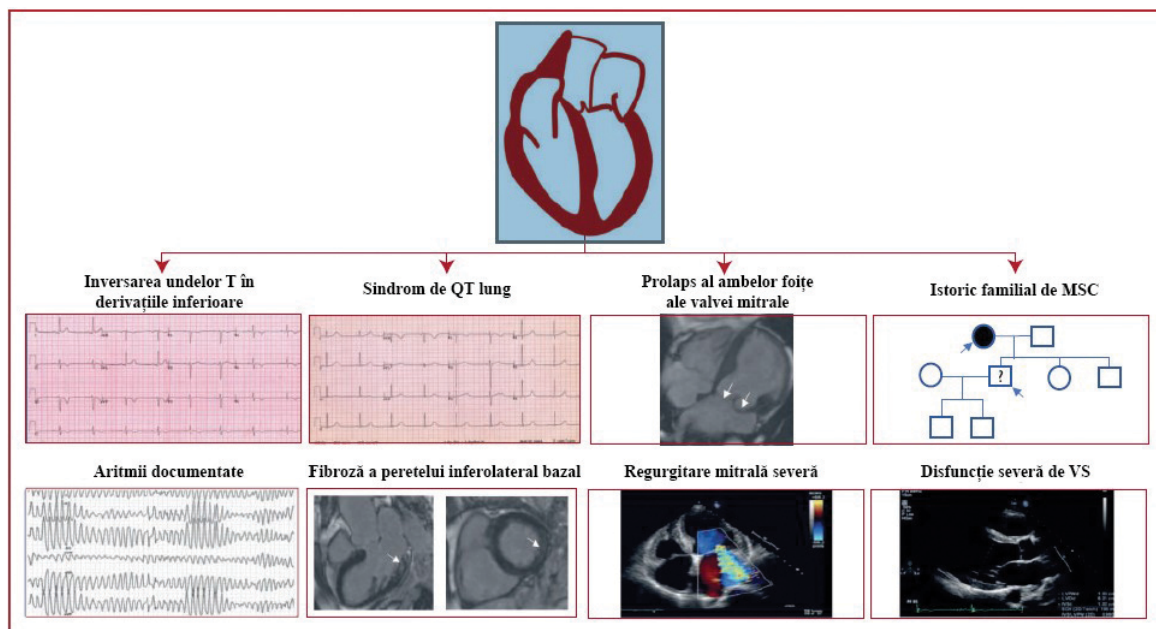 Inversarea undelor T în
derivațiile inferioare
Sindrom de QT lung
Prolaps al ambelor foițe
ale valvei mitrale
Istoric familial de MSC
?
Aritmii documentate
Fibroză a peretelui inferolateral bazal
Regurgitare mitrală severă
Disfuncție severă de VS